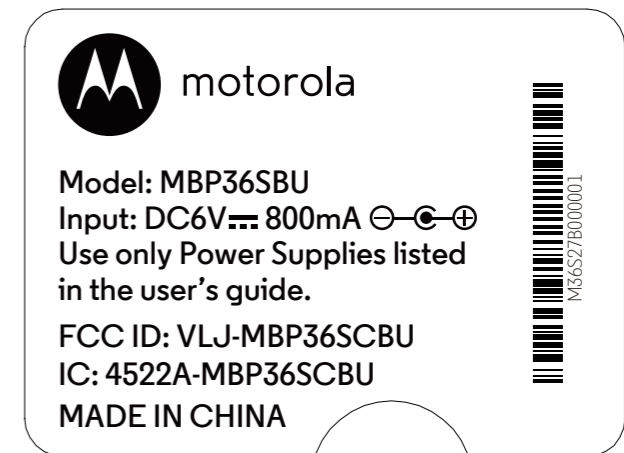 motorola
Model: MBP36SBU
Input: DC6V⎓ 800mA
Use only Power Supplies listed
in the user's guide.
FCC ID: VLJ-MBP36SCBU
IC: 4522A-MBP36SCBU
MADE IN CHINA
M36S27B000001